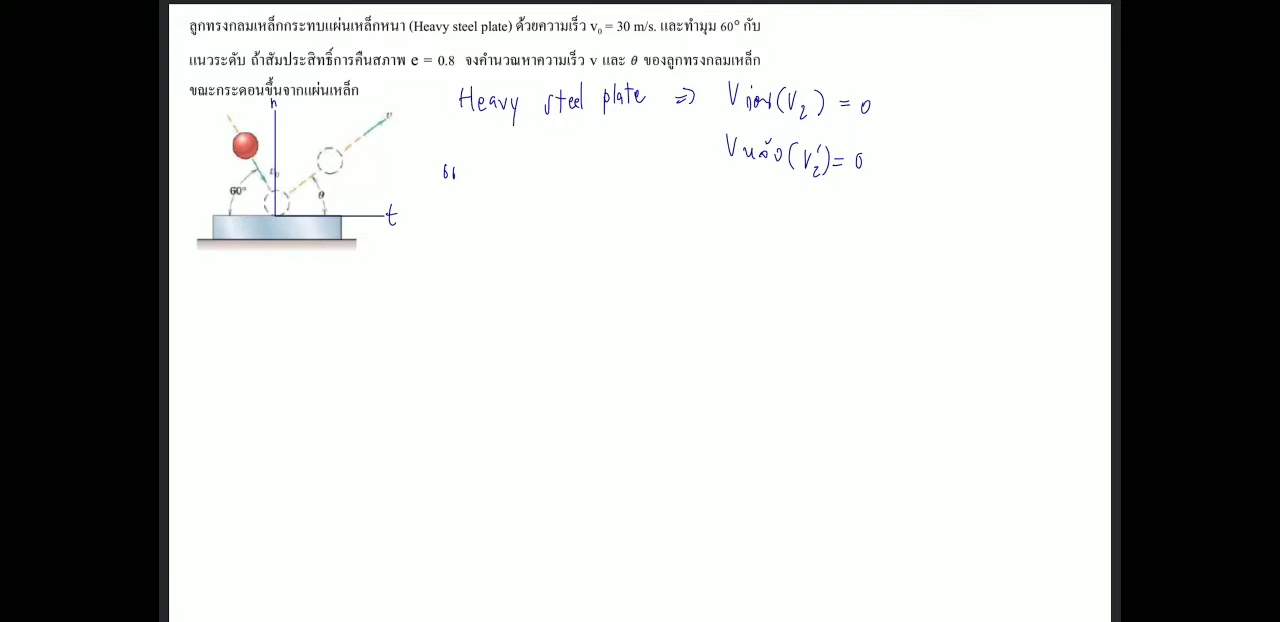 ลูกทรงกลมเหล็กกระทบแผ่นเหล็กหนา (Heavy steel plate) ด้วยความเร็ว v₀ = 30 m/s. และทำมุม 60° กับ
แนวระดับ ถ้าสัมประสิทธิ์การคืนสภาพ e = 0.8 จงคำนวณหาความเร็ว v และ θ ของลูกทรงกลมเหล็ก
ขณะกระดอนขึ้นจากแผ่นเหล็ก
Heavy steel plate ⇒ Vก่อน(V₂) = 0
Vหลัง(V₂') = 0
n
v
v₀
60°
θ
t